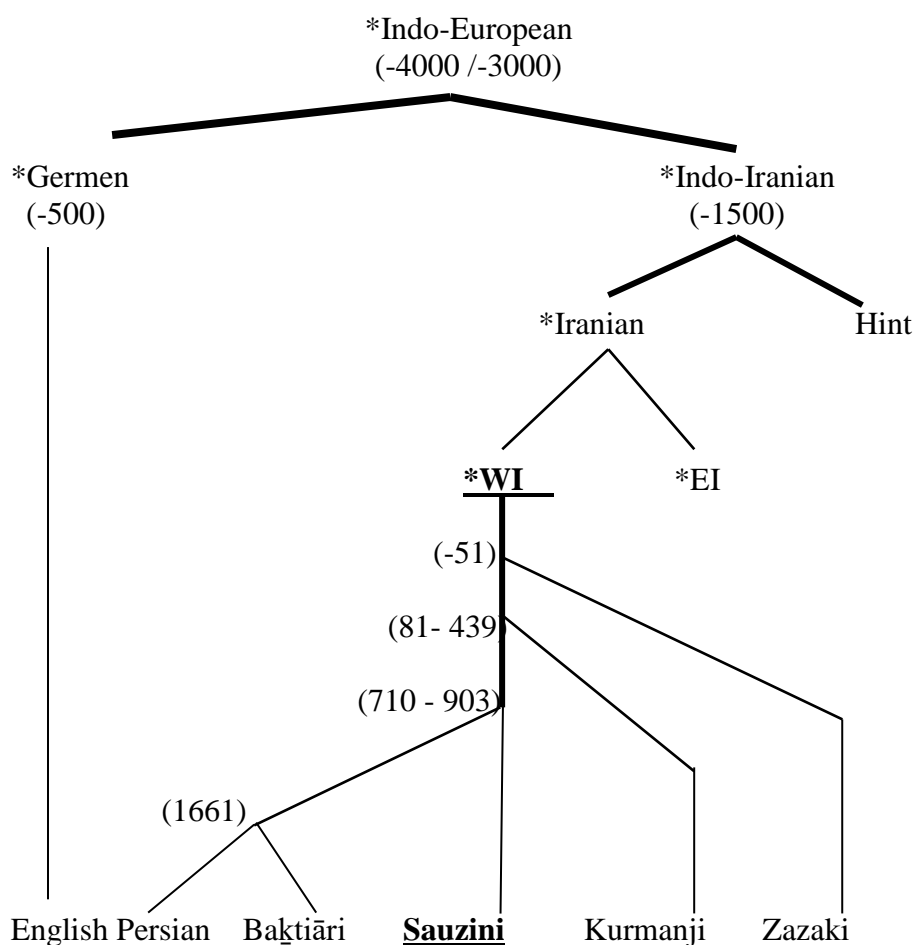 *Indo-European
(-4000 /-3000)
*Germen
(-500)
*Indo-Iranian
(-1500)
*Iranian
Hint
*WI
*EI
(-51)
(81- 439)
(710 - 903)
(1661)
English Persian Baḵtiāri Sauzini Kurmanji Zazaki